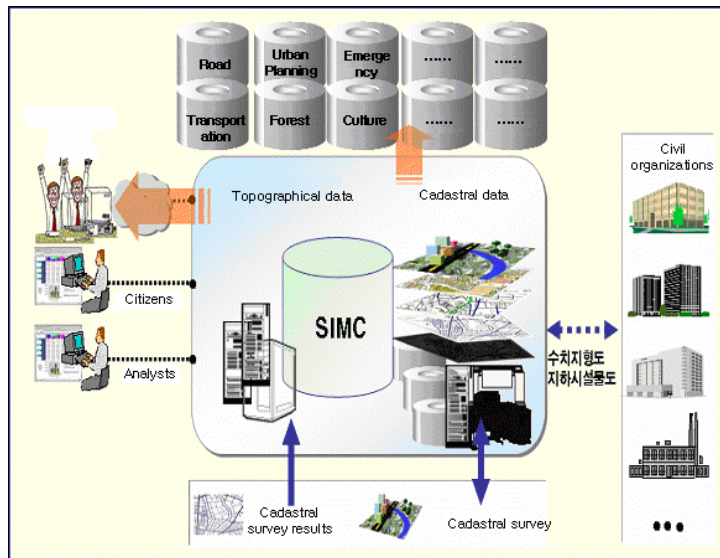 Road
Urban
Planning
Emerge
ncy
......
......
Transport
ation
Forest
Culture
......
......
Civil
organizations
Topographical data
Cadastral data
Citizens
SIMC
수치지형도
지하시설물도
Analysts
Cadastral
survey results
Cadastral survey